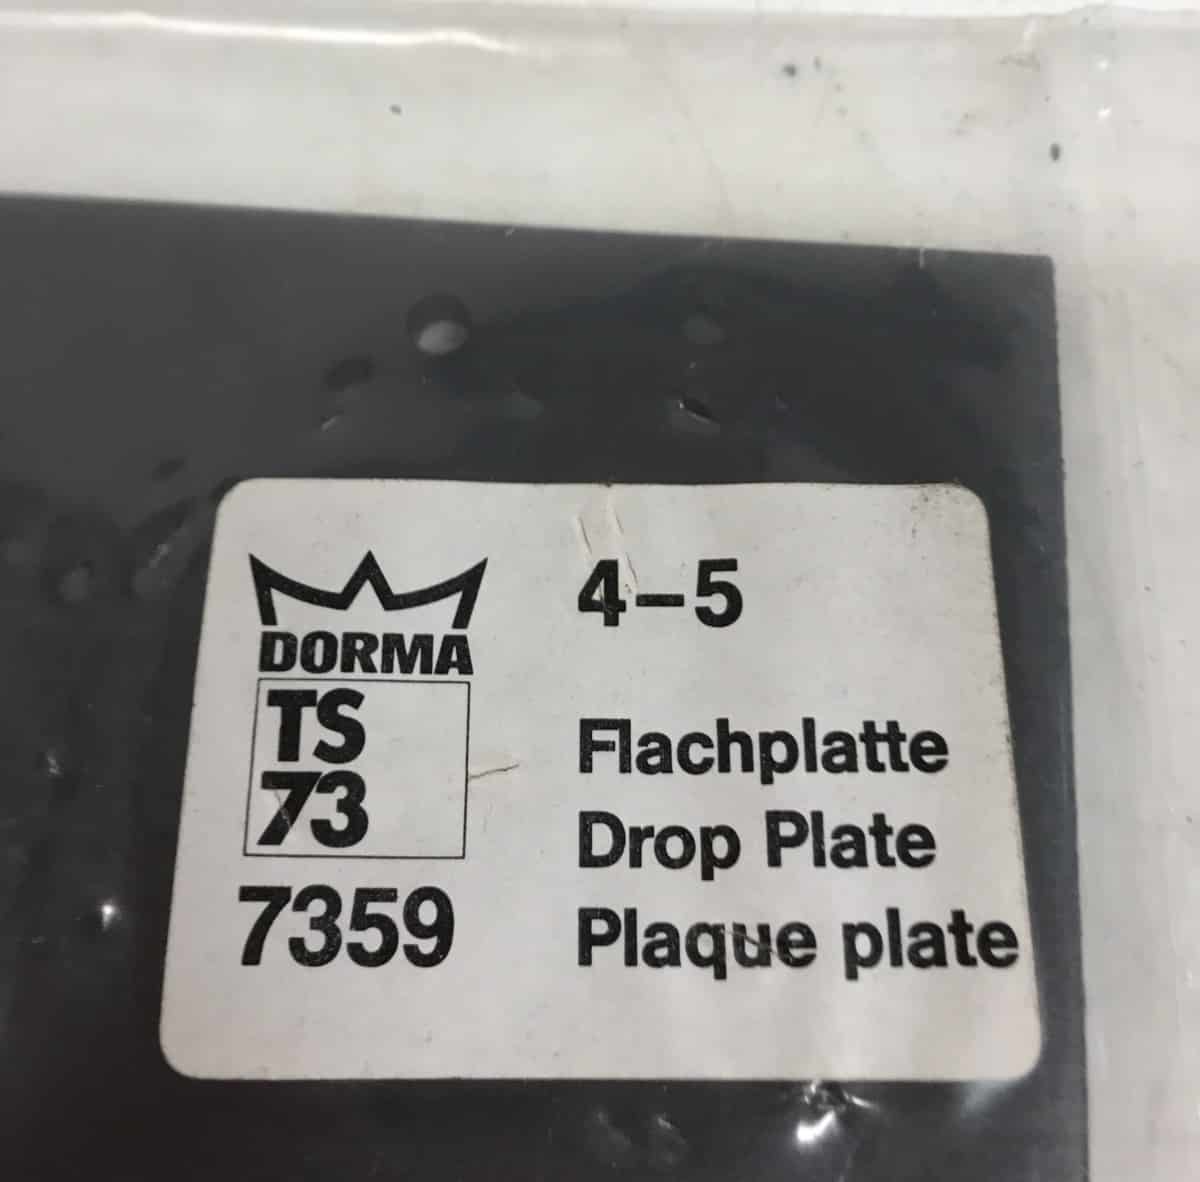 DORMA
TS
73
7359
4–5
Flachplatte
Drop Plate
Plaque plate